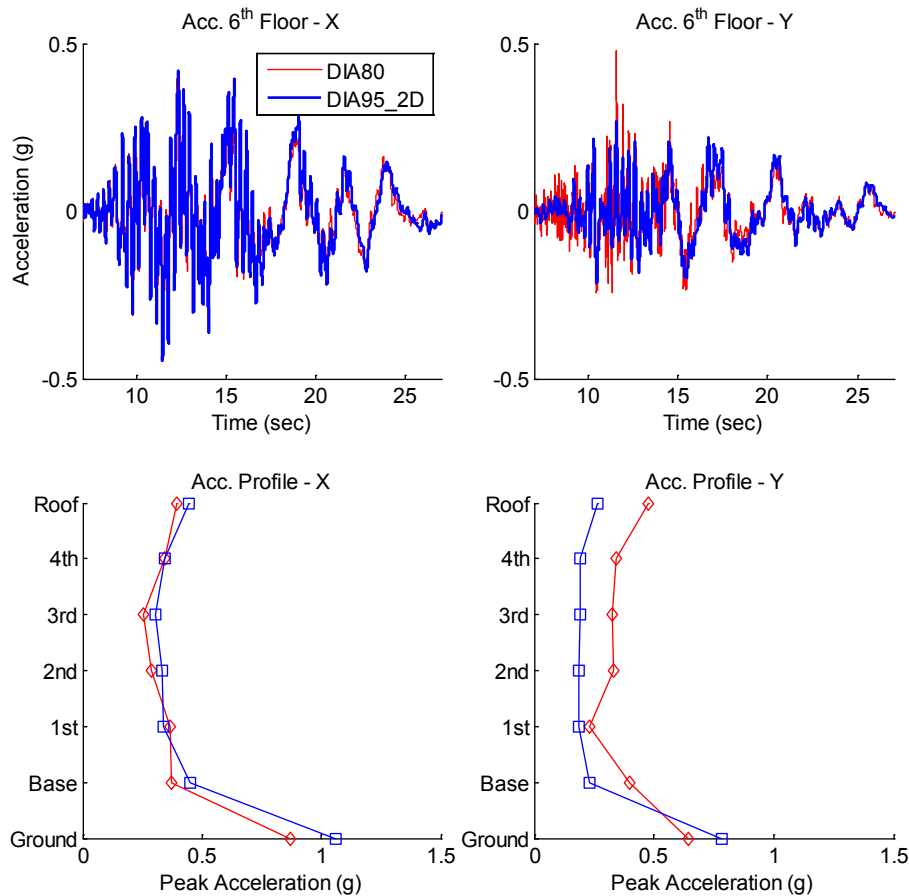 Acc. 6th Floor - X
0.5
0
-0.5
Acceleration (g)
DIA80
DIA95_2D
10 15 20 25
Time (sec)
Acc. 6th Floor - Y
0.5
0
-0.5
10 15 20 25
Time (sec)
Acc. Profile - X
Roof
4th
3rd
2nd
1st
Base
Ground
0 0.5 1 1.5
Peak Acceleration (g)
Acc. Profile - Y
Roof
4th
3rd
2nd
1st
Base
Ground
0 0.5 1 1.5
Peak Acceleration (g)